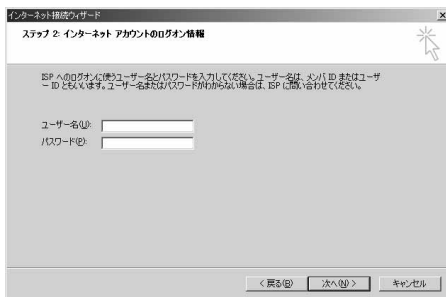 インターネット接続ウィザード
ステップ 2: インターネット アカウントのログオン情報
ISP へのログオンに使うユーザー名とパスワードを入力してください。ユーザー名は、メンバ ID またはユーザ
ー ID ともいいます。ユーザー名またはパスワードがわからない場合は、ISP に問い合わせてください。
ユーザー名(U):
パスワード(P):
< 戻る(B)
次へ(N) >
キャンセル